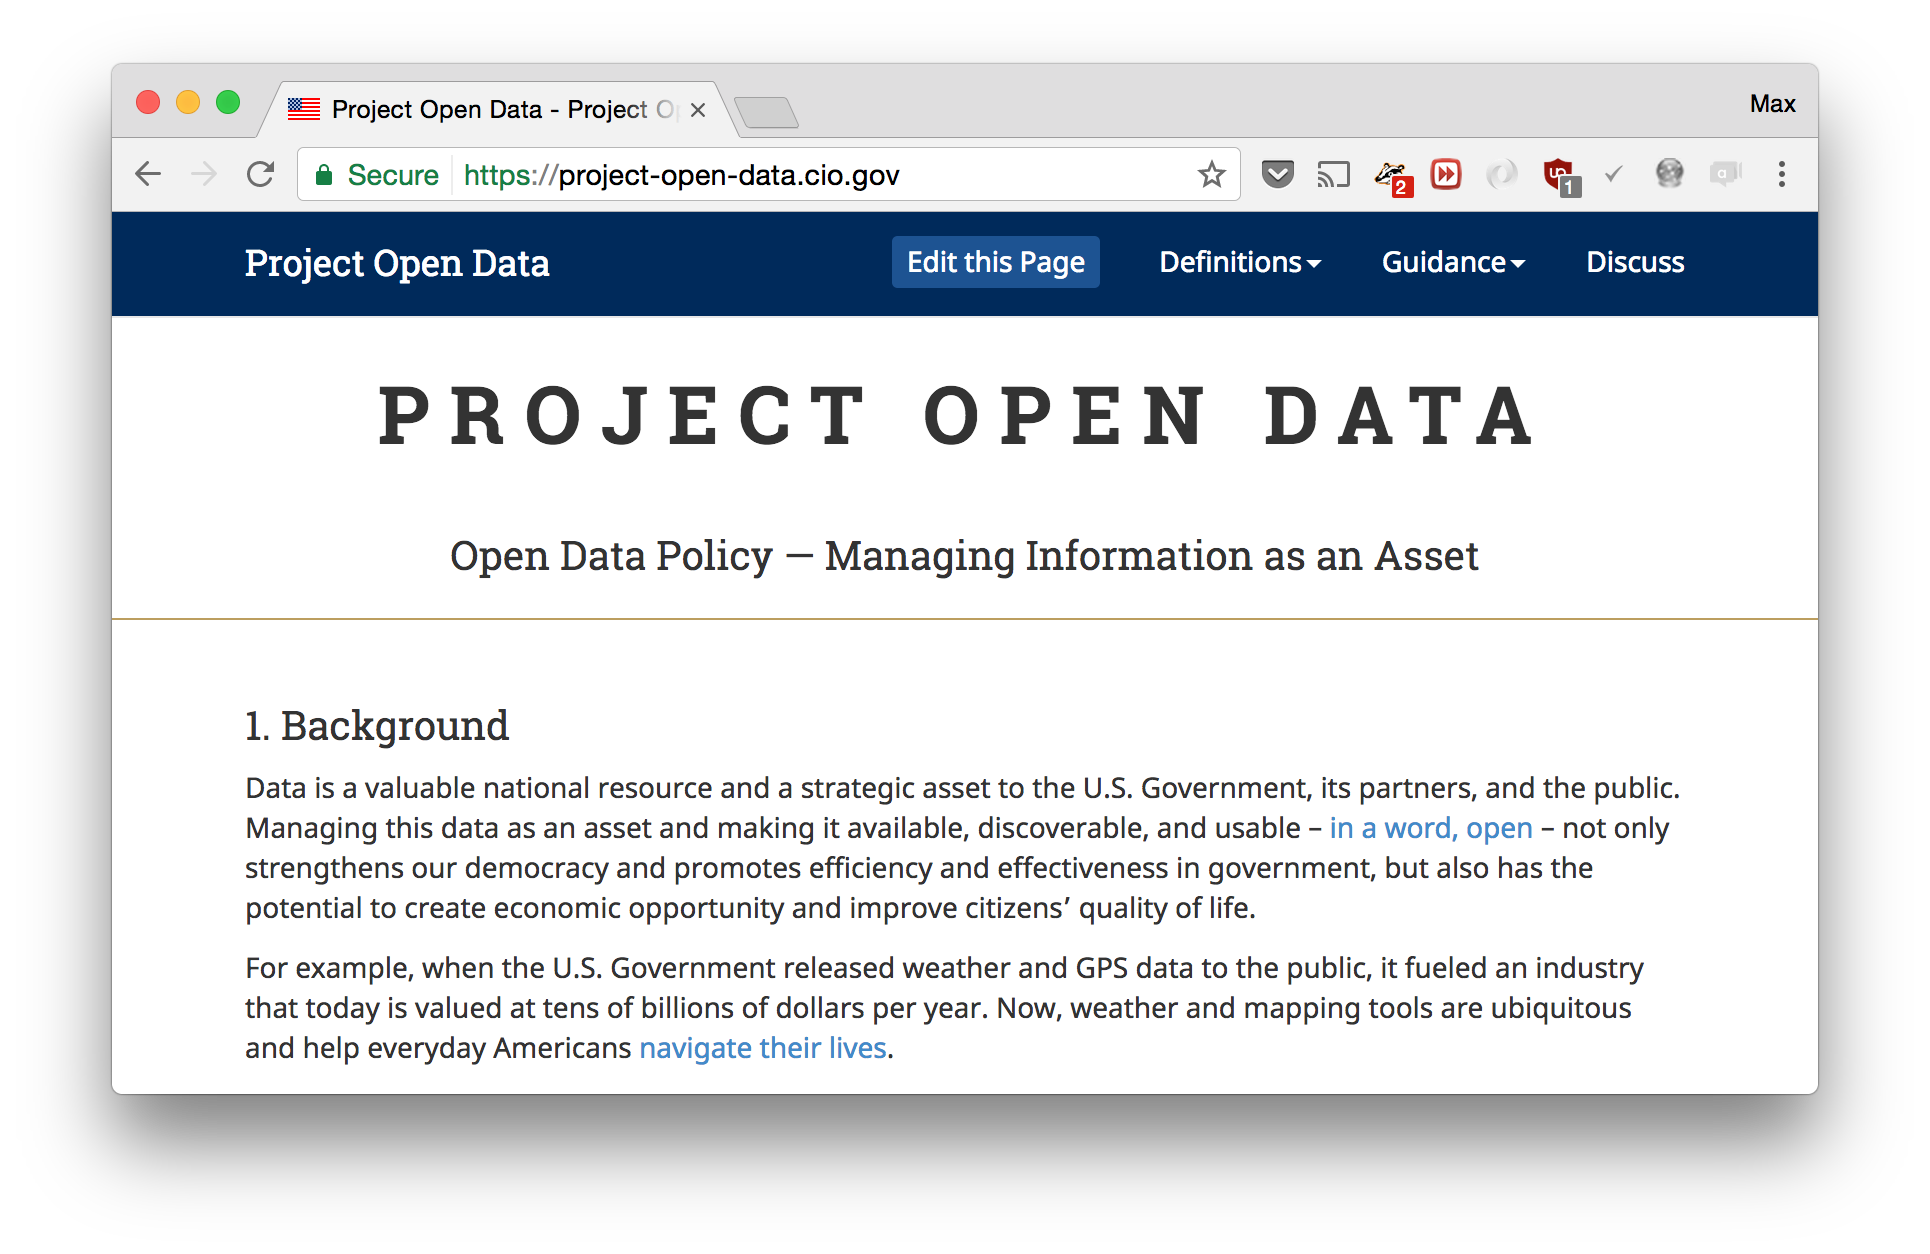 Project Open Data - Project O
Max
Secure https://project-open-data.cio.gov
2
1
a
Project Open Data Edit this Page Definitions Guidance Discuss
PROJECT OPEN DATA
Open Data Policy — Managing Information as an Asset
1. Background
Data is a valuable national resource and a strategic asset to the U.S. Government, its partners, and the public.
Managing this data as an asset and making it available, discoverable, and usable – in a word, open – not only
strengthens our democracy and promotes efficiency and effectiveness in government, but also has the
potential to create economic opportunity and improve citizens’ quality of life.
For example, when the U.S. Government released weather and GPS data to the public, it fueled an industry
that today is valued at tens of billions of dollars per year. Now, weather and mapping tools are ubiquitous
and help everyday Americans navigate their lives.